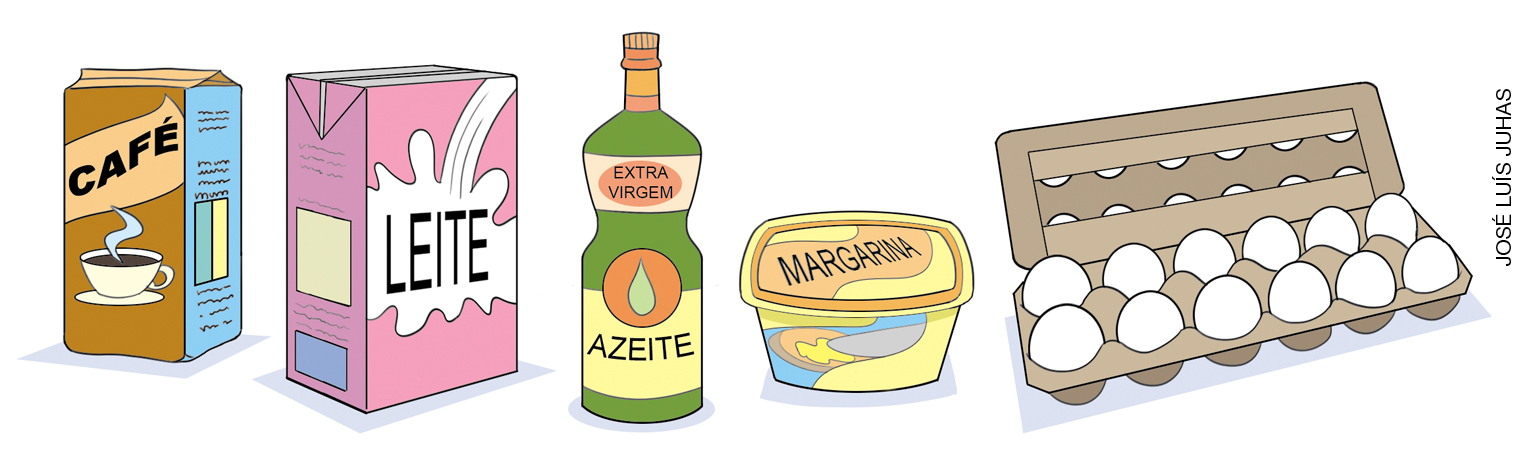 CAFÉ
LEITE
EXTRA
VIRGEM
AZEITE
MARGARINA
JOSÉ LUÍS JUHAS